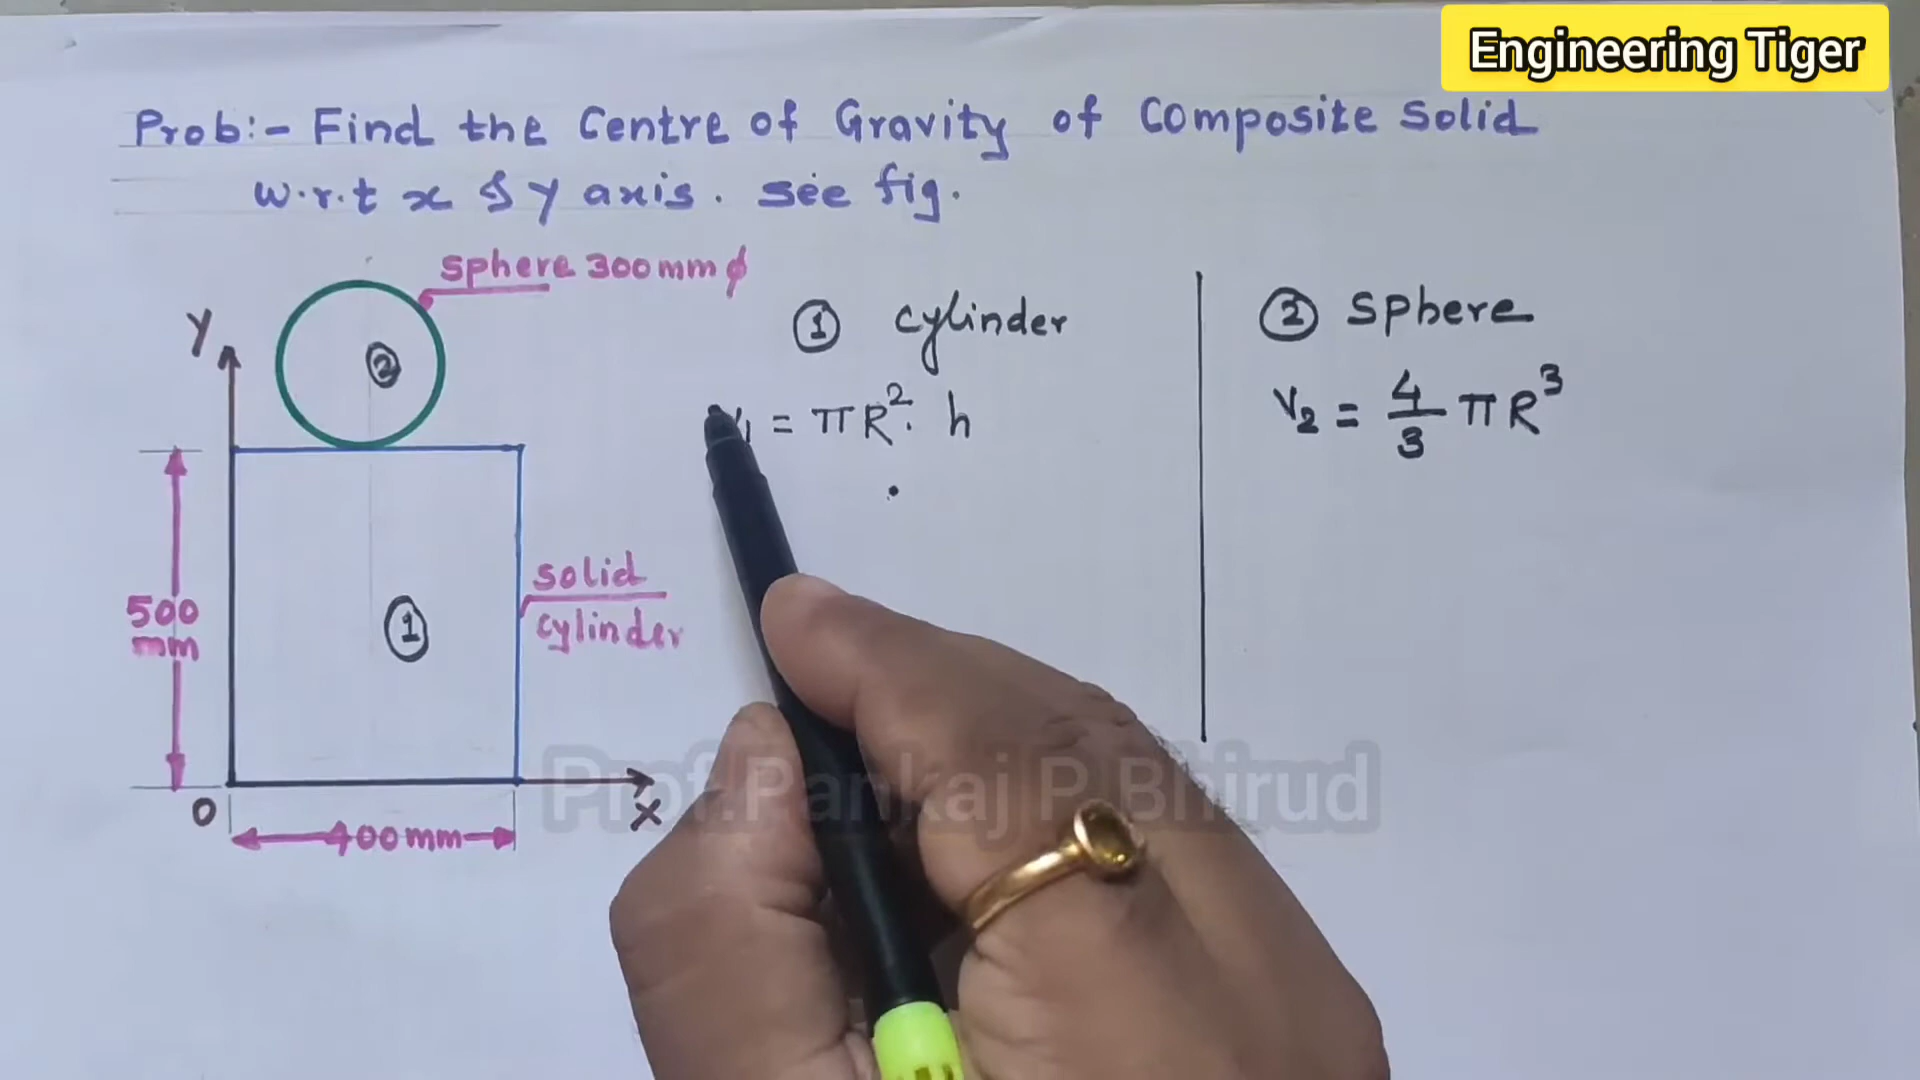 Engineering Tiger
Prob:- Find the Centre of Gravity of Composite Solid
w.r.t x & y axis. see fig.
sphere 300mm ϕ
Y
②
500
mm
①
solid
cylinder
O
X
400mm
① cylinder
V₁ = πR². h
② Sphere
V₂ = 4/3 πR³
Prof.Pankaj P.Bhirud